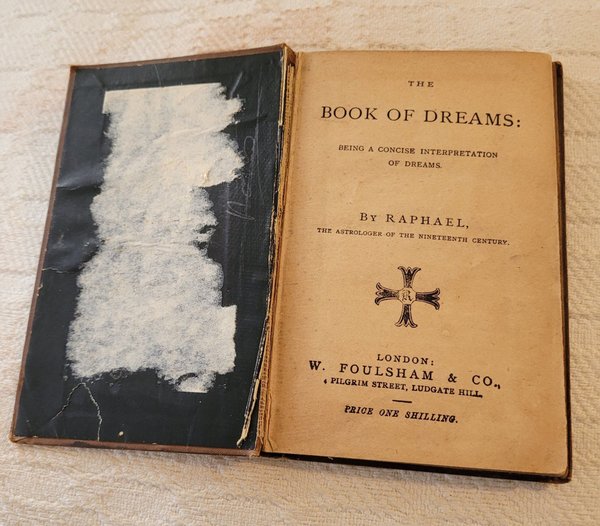 THE
BOOK OF DREAMS:
BEING A CONCISE INTERPRETATION
OF DREAMS.
BY RAPHAEL,
THE ASTROLOGER OF THE NINETEENTH CENTURY.
R
LONDON:
W. FOULSHAM & CO.,
4 PILGRIM STREET, LUDGATE HILL,
PRICE ONE SHILLING.